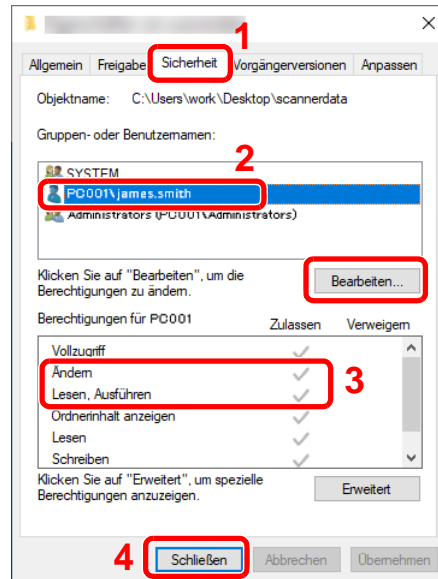 1
Allgemein Freigabe Sicherheit Vorgängerversionen Anpassen
Objektname: C:\Users\work\Desktop\scannerdata
Gruppen- oder Benutzernamen:
2
SYSTEM
PC001\james.smith
Administrators (PC001\Administrators)
Klicken Sie auf "Bearbeiten", um die
Berechtigungen zu ändern.
Bearbeiten...
Berechtigungen für PC001 Zulassen Verweigern
Vollzugriff
Ändern
Lesen, Ausführen
3
Ordnerinhalt anzeigen
Lesen
Schreiben
Klicken Sie auf "Erweitert", um spezielle
Berechtigungen anzuzeigen.
Erweitert
4 Schließen Abbrechen Übernehmen